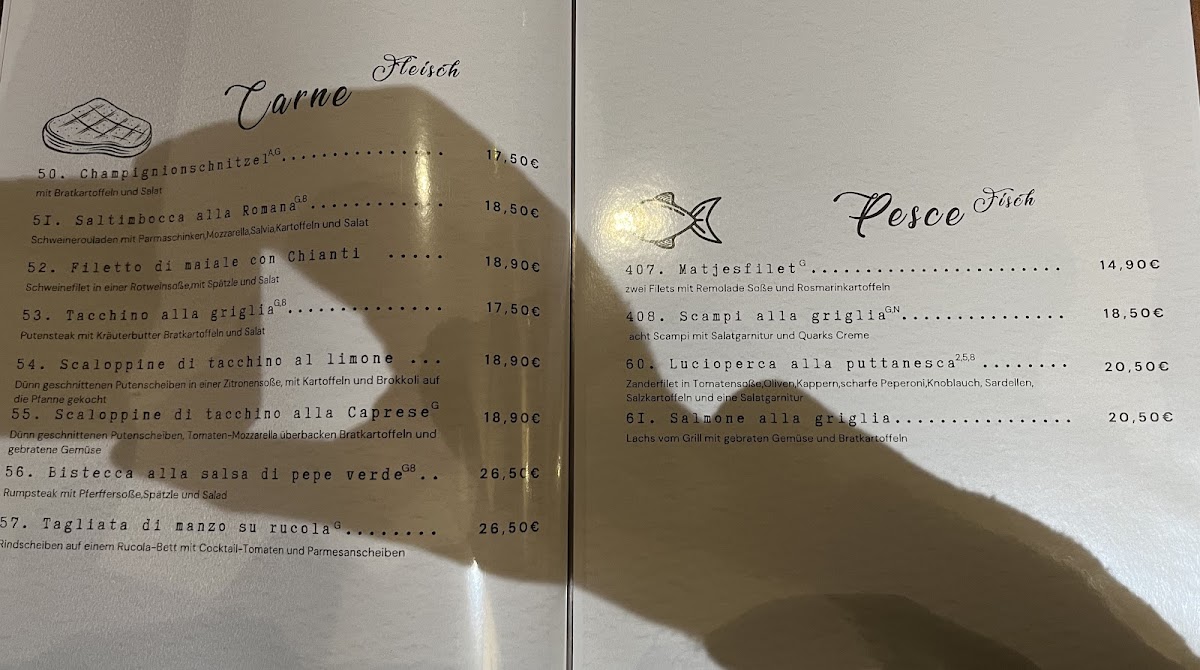 Carne Fleisch
50. Champignionschnitzel A,G .................. 17,50€
mit Bratkartoffeln und Salat
51. Saltimbocca alla Romana G,8 ............. 18,50€
Schweinerouladen mit Parmaschinken,Mozzarella,Salvia,Kartoffeln und Salat
52. Filetto di maiale con Chianti ..... 18,90€
Schweinefilet in einer Rotweinsoße,mit Spätzle und Salat
53. Tacchino alla griglia G,8 ............... 17,50€
Putensteak mit Kräuterbutter Bratkartoffeln und Salat
54. Scaloppine di tacchino al limone ... 18,90€
Dünn geschnittenen Putenscheiben in einer Zitronensoße, mit Kartoffeln und Brokkoli auf
die Pfanne gekocht
55. Scaloppine di tacchino alla Caprese G 18,90€
Dünn geschnittenen Putenscheiben, Tomaten-Mozzarella überbacken Bratkartoffeln und
gebratene Gemüse
56. Bistecca alla salsa di pepe verde G8 .. 26,50€
Rumpsteak mit Pferffersoße,Spätzle und Salad
57. Tagliata di manzo su rucola G ........ 26,50€
Rindscheiben auf einem Rucola-Bett mit Cocktail-Tomaten und Parmesanscheiben
Pesce Fisch
407. Matjesfilet G ....................... 14,90€
zwei Filets mit Remolade Soße und Rosmarinkartoffeln
408. Scampi alla griglia G,N ............... 18,50€
acht Scampi mit Salatgarnitur und Quarks Creme
60. Lucioperca alla puttanesca 2,5,8 ........ 20,50€
Zanderfilet in Tomatensoße,Oliven,Kappern,scharfe Peperoni,Knoblauch, Sardellen,
Salzkartoffeln und eine Salatgarnitur
61. Salmone alla griglia ................ 20,50€
Lachs vom Grill mit gebraten Gemüse und Bratkartoffeln